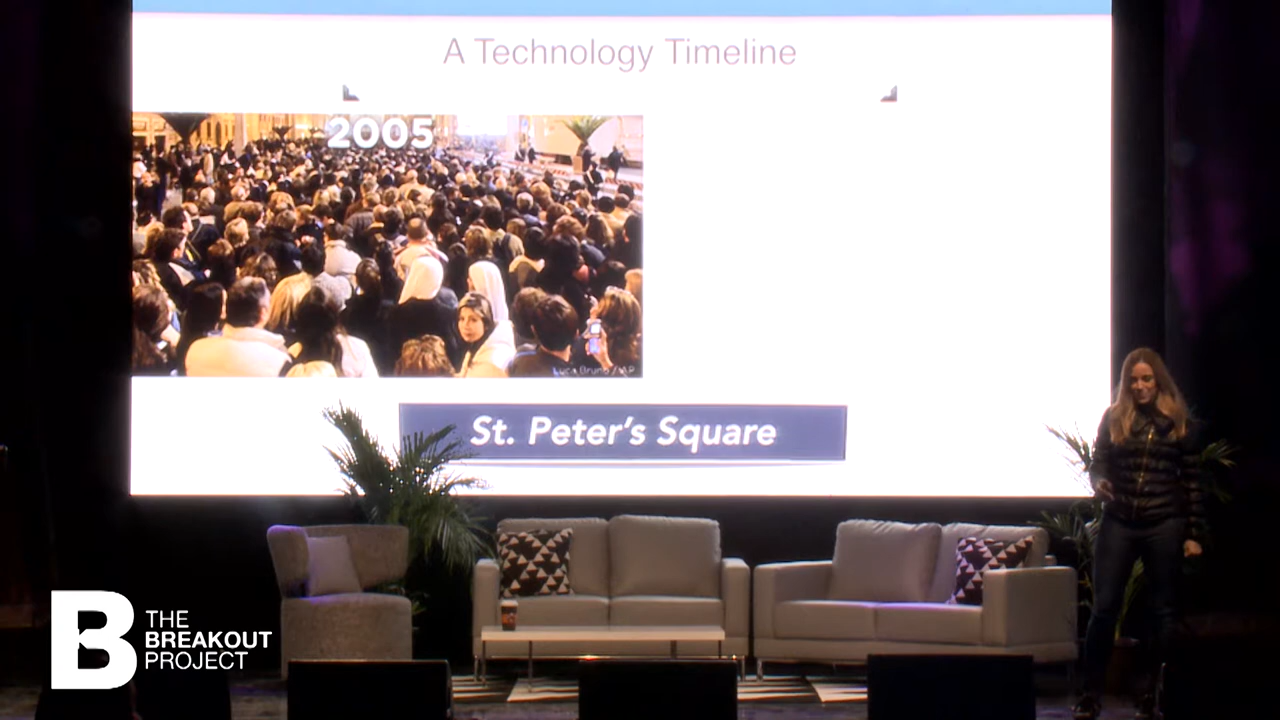 A Technology Timeline
2005
Luca Bruno / AP
St. Peter's Square
B THE
BREAKOUT
PROJECT